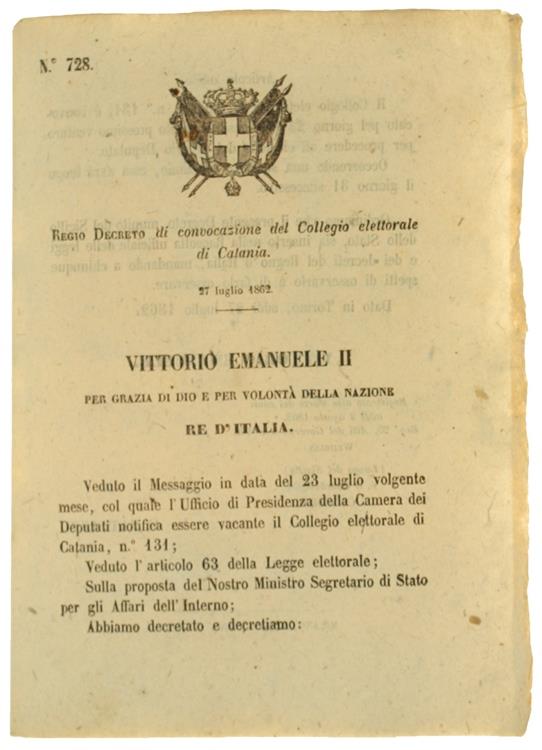 N.° 728.
REGIO DECRETO di convocazione del Collegio elettorale
di Catania.
27 luglio 1862.
VITTORIO EMANUELE II
PER GRAZIA DI DIO E PER VOLONTÀ DELLA NAZIONE
RE D'ITALIA.
Veduto il Messaggio in data del 23 luglio volgente
mese, col quale l'Ufficio di Presidenza della Camera dei
Deputati notifica essere vacante il Collegio elettorale di
Catania, n.° 131;
Veduto l'articolo 63 della Legge elettorale;
Sulla proposta del Nostro Ministro Segretario di Stato
per gli Affari dell'Interno;
Abbiamo decretato e decretiamo: